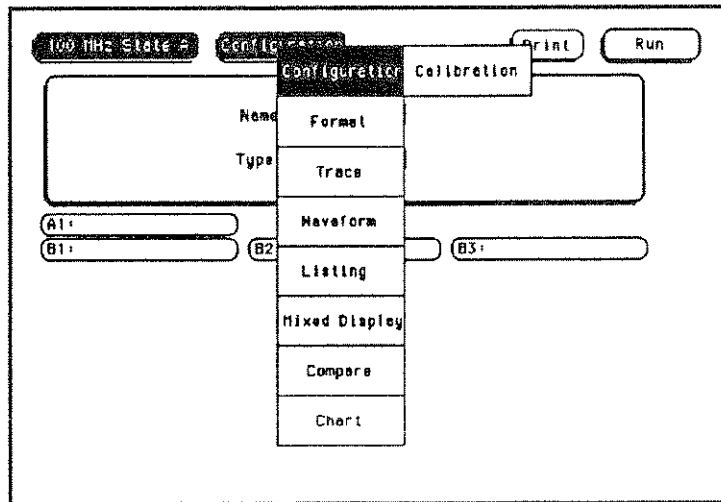 100 MHz State A Configuration Print Run
Configuration Calibration
Name
Format
Type
Trace
Waveform
A1:
B1: B2 B3:
Listing
Mixed Display
Compare
Chart